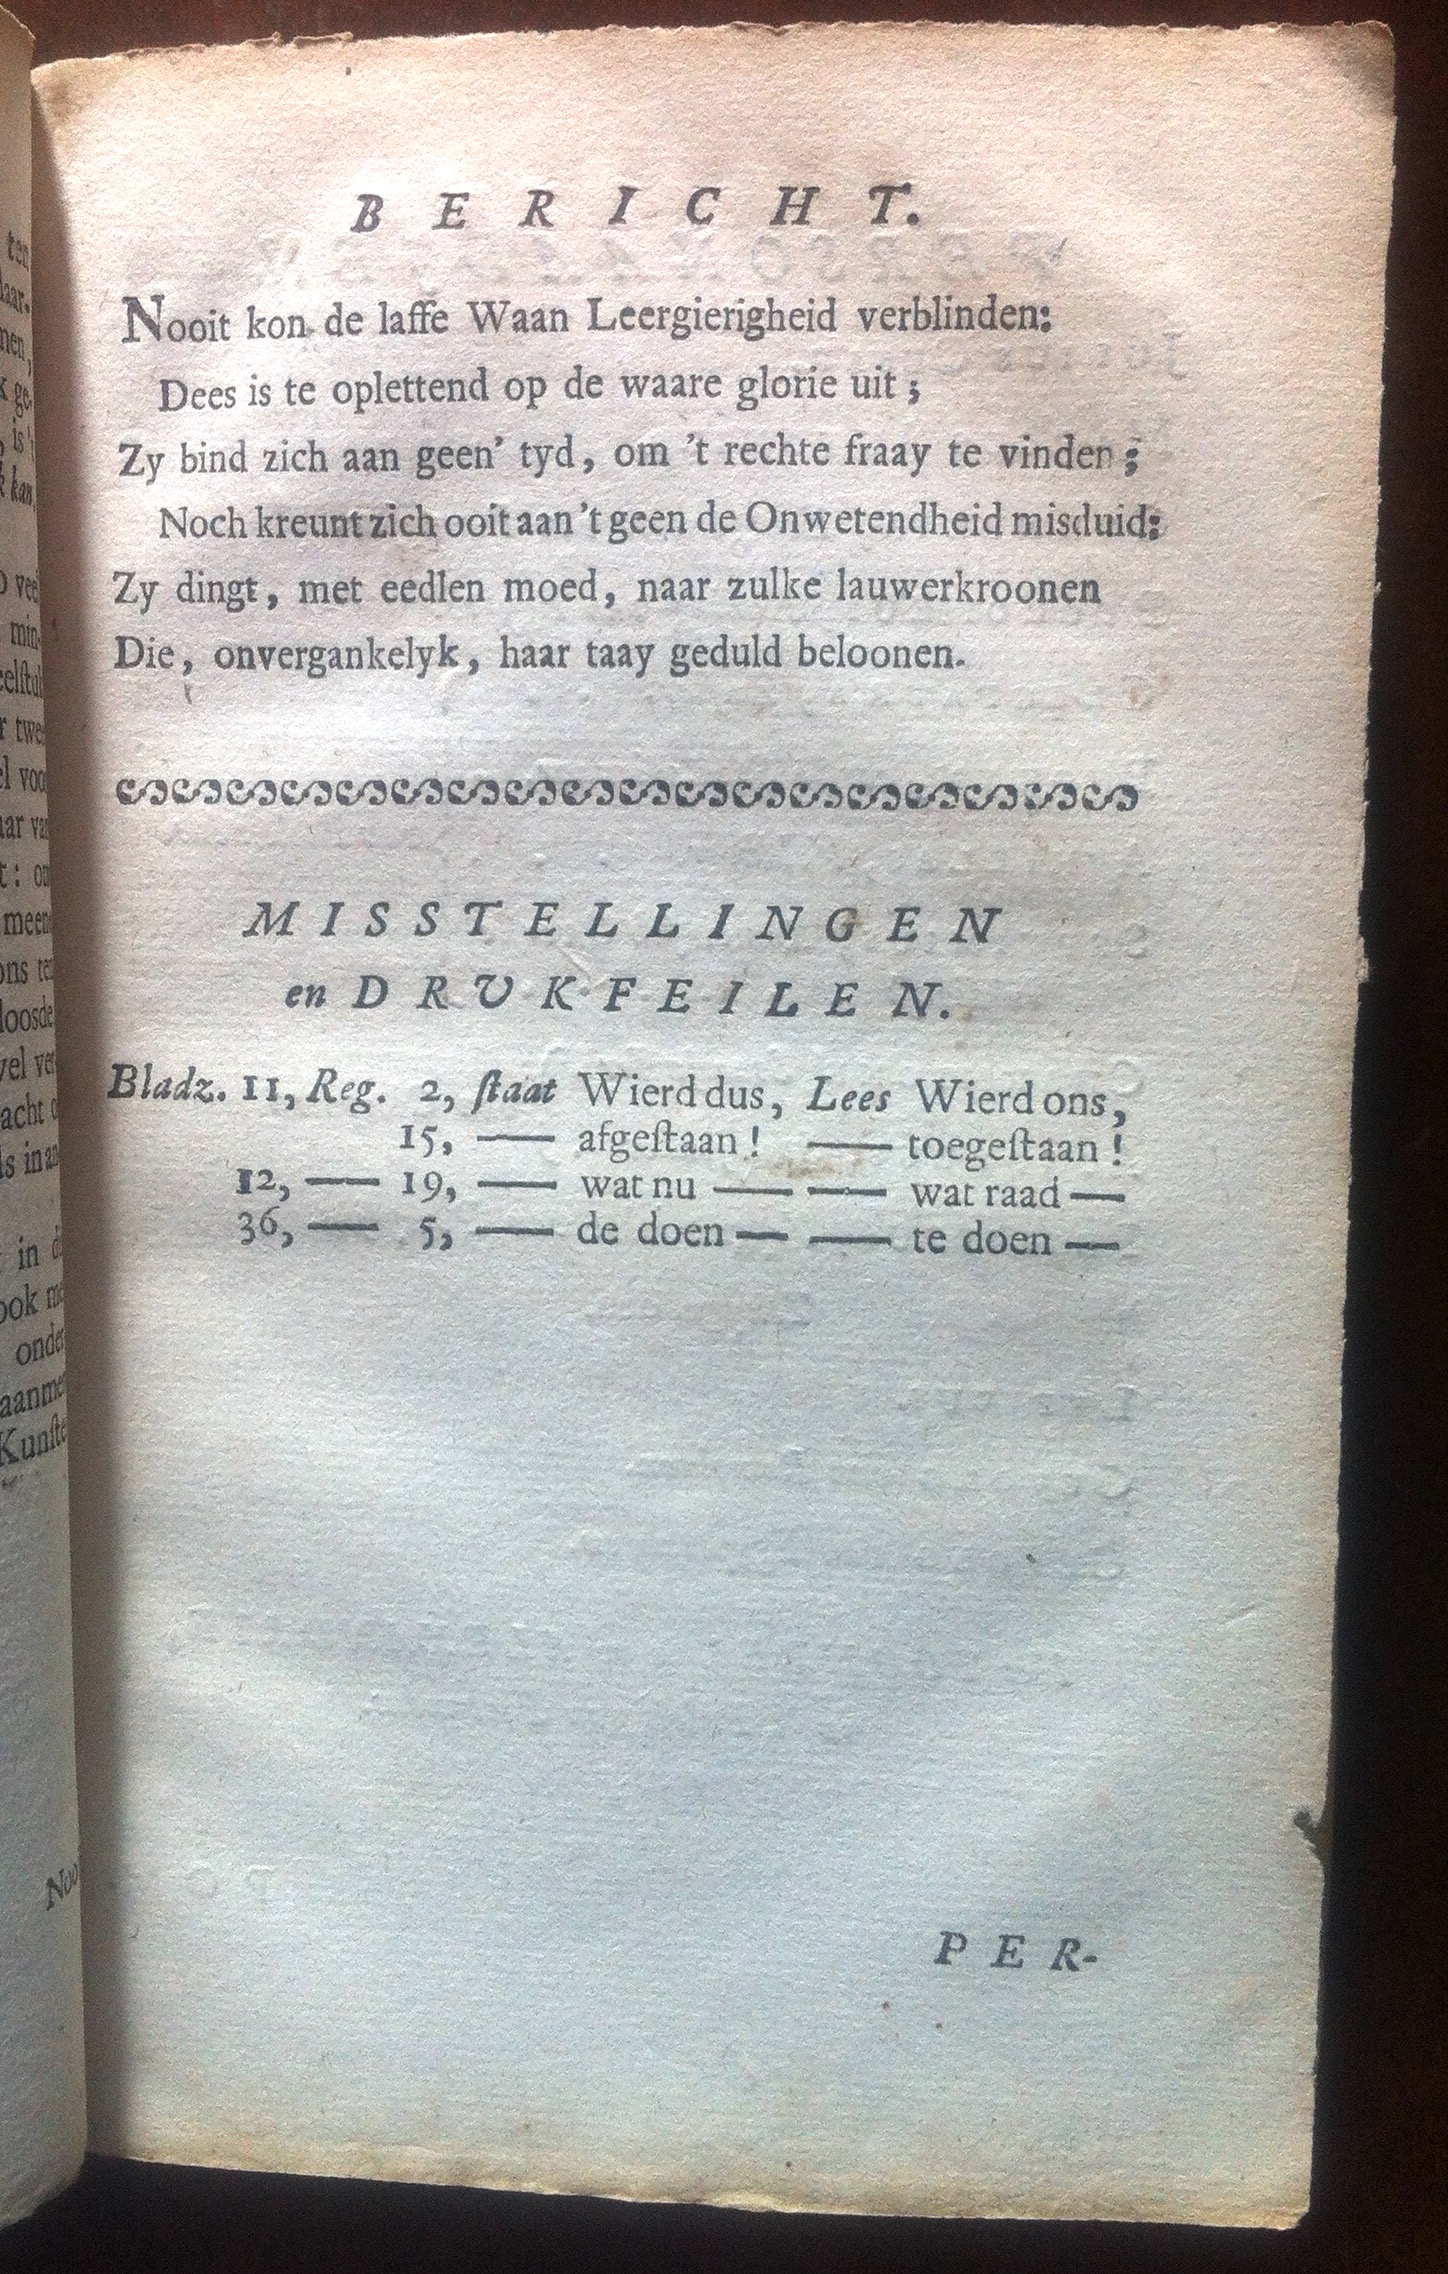 BERICHT.
Nooit kon de laffe Waan Leergierigheid verblinden:
Dees is te oplettend op de waare glorie uit;
Zy bind zich aan geen' tyd, om 't rechte fraay te vinden;
Noch kreunt zich ooit aan 't geen de Onwetendheid misduid:
Zy dingt, met eedlen moed, naar zulke lauwerkroonen
Die, onvergankelyk, haar taay geduld beloonen.
MISSTELLINGEN
en DRUKFEILEN.
Bladz. 11, Reg. 2, ſtaat Wierd dus, Lees Wierd ons,
15, — afgeſtaan! — toegeſtaan!
12, — 19, — wat nu — — wat raad —
36, — 5, — de doen — — te doen —
PER-